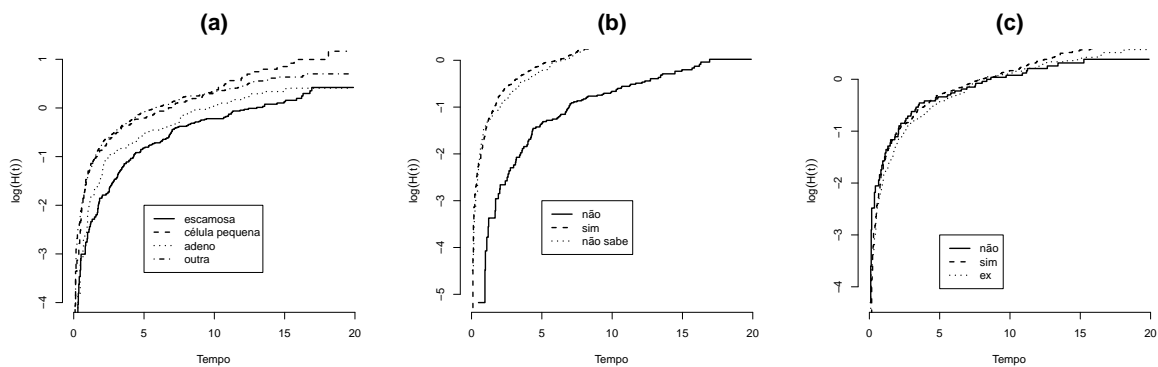 (a)
log(H(t))
1
0
−1
−2
−3
−4
escamosa
célula pequena
adeno
outra
0 5 10 15 20
Tempo
(b)
log(H(t))
0
−1
−2
−3
−4
−5
não
sim
não sabe
0 5 10 15 20
Tempo
(c)
log(H(t))
0
−1
−2
−3
−4
não
sim
ex
0 5 10 15 20
Tempo